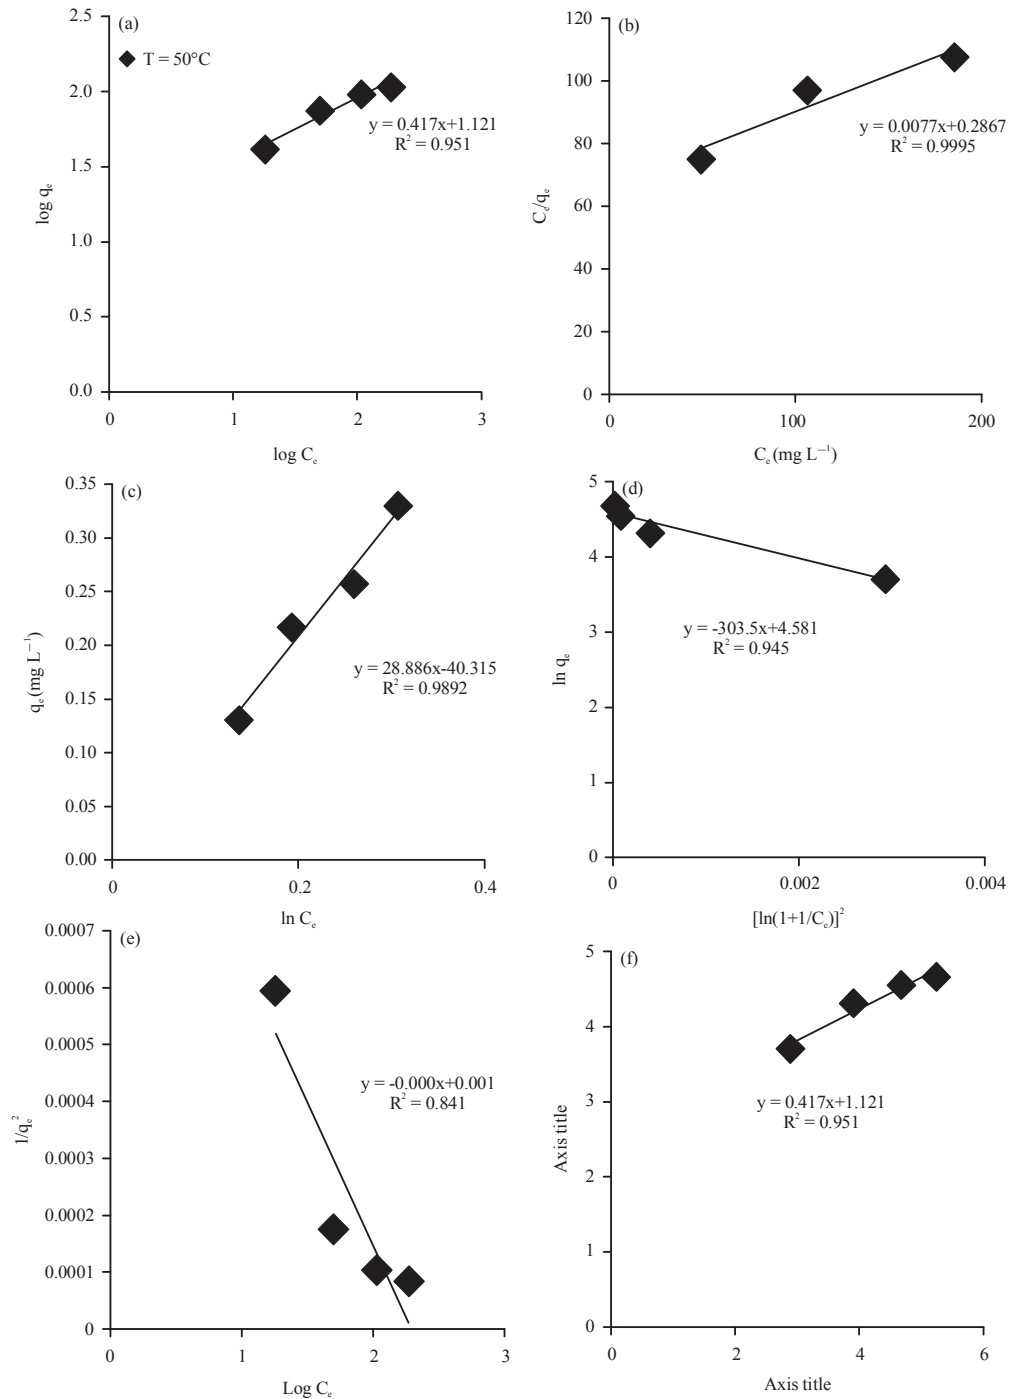 (a)
T = 50°C
2.5
2.0
1.5
1.0
0.5
0.0
log qₑ
y = 0.417x+1.121
R² = 0.951
0 1 2 3
log Cₑ
(b)
120
100
80
60
40
20
0
Cₑ/qₑ
y = 0.0077x+0.2867
R² = 0.9995
0 100 200
Cₑ (mg L⁻¹)
(c)
0.35
0.30
0.25
0.20
0.15
0.10
0.05
0.00
qₑ (mg L⁻¹)
y = 28.886x-40.315
R² = 0.9892
0 0.2 0.4
ln Cₑ
(d)
5
4
3
2
1
0
ln qₑ
y = -303.5x+4.581
R² = 0.945
0 0.002 0.004
[ln(1+1/Cₑ)]²
(e)
0.0007
0.0006
0.0005
0.0004
0.0003
0.0002
0.0001
0
1/qₑ²
y = -0.000x+0.001
R² = 0.841
0 1 2 3
Log Cₑ
(f)
5
4
3
2
1
0
Axis title
y = 0.417x+1.121
R² = 0.951
0 2 4 6
Axis title